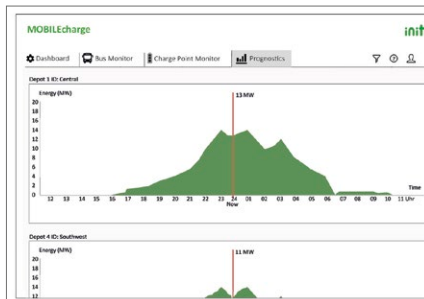 MOBILEcharge
init
Dashboard Bus Monitor Charge Point Monitor Prognostics
Depot 1 ID: Central
Energy (MW) 13 MW
20
18
16
14
12
10
8
6
4
2
0
Time
12 13 14 15 16 17 18 19 20 21 22 23 24 01 02 03 04 05 06 07 08 09 10 11 Uhr
Now
Depot 4 ID: Southwest
Energy (MW) 11 MW
20
18
16
14
12